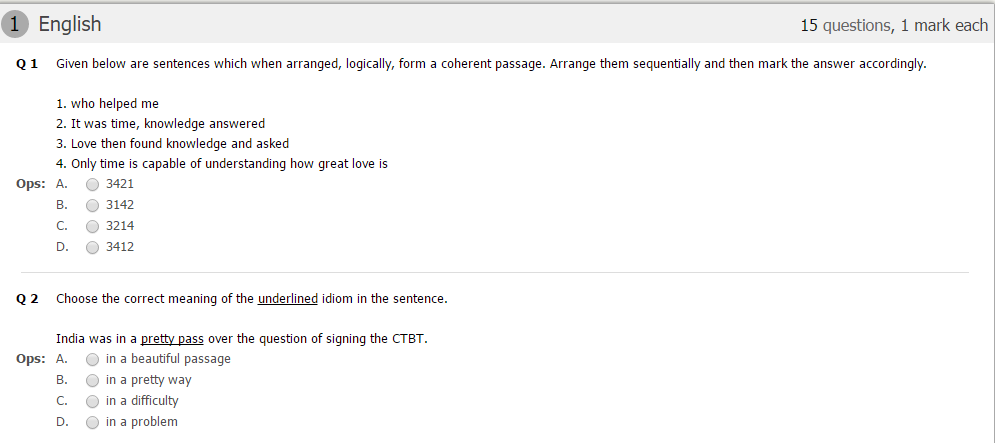 1 English
15 questions, 1 mark each
Q 1 Given below are sentences which when arranged, logically, form a coherent passage. Arrange them sequentially and then mark the answer accordingly.
1. who helped me
2. It was time, knowledge answered
3. Love then found knowledge and asked
4. Only time is capable of understanding how great love is
Ops: A. 3421
B. 3142
C. 3214
D. 3412
Q 2 Choose the correct meaning of the underlined idiom in the sentence.
India was in a pretty pass over the question of signing the CTBT.
Ops: A. in a beautiful passage
B. in a pretty way
C. in a difficulty
D. in a problem